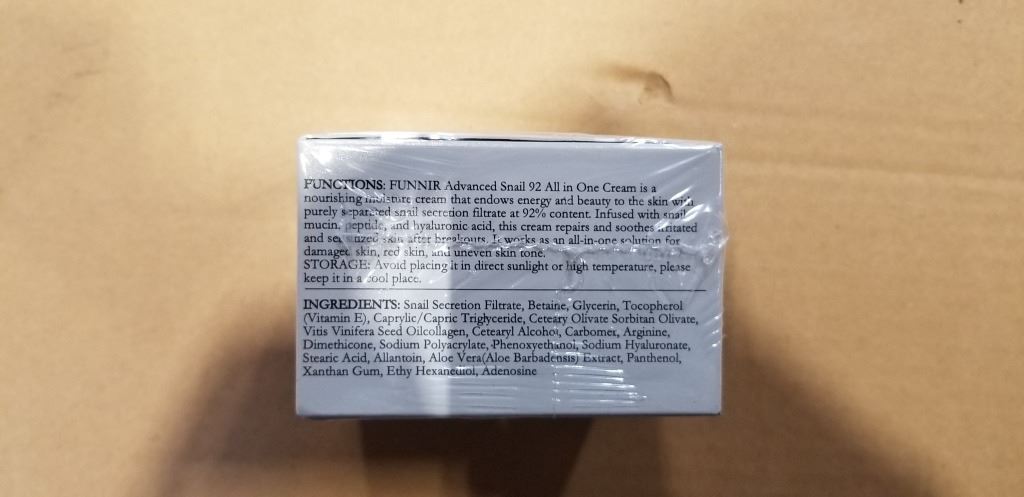 FUNCTIONS: FUNNIR Advanced Snail 92 All in One Cream is a
nourishing moisture cream that endows energy and beauty to the skin with
purely separated snail secretion filtrate at 92% content. Infused with snail
mucin, peptide, and hyaluronic acid, this cream repairs and soothes irritated
and sensitized skin after breakouts. It works as an all-in-one solution for
damaged skin, red skin, and uneven skin tone.
STORAGE: Avoid placing it in direct sunlight or high temperature, please
keep it in a cool place.
INGREDIENTS: Snail Secretion Filtrate, Betaine, Glycerin, Tocopherol
(Vitamin E), Caprylic/Capric Triglyceride, Ceteary Olivate Sorbitan Olivate,
Vitis Vinifera Seed Oilcollagen, Cetearyl Alcohol, Carbomer, Arginine,
Dimethicone, Sodium Polyacrylate, Phenoxyethanol, Sodium Hyaluronate,
Stearic Acid, Allantoin, Aloe Vera(Aloe Barbadensis) Extract, Panthenol,
Xanthan Gum, Ethy Hexanediol, Adenosine